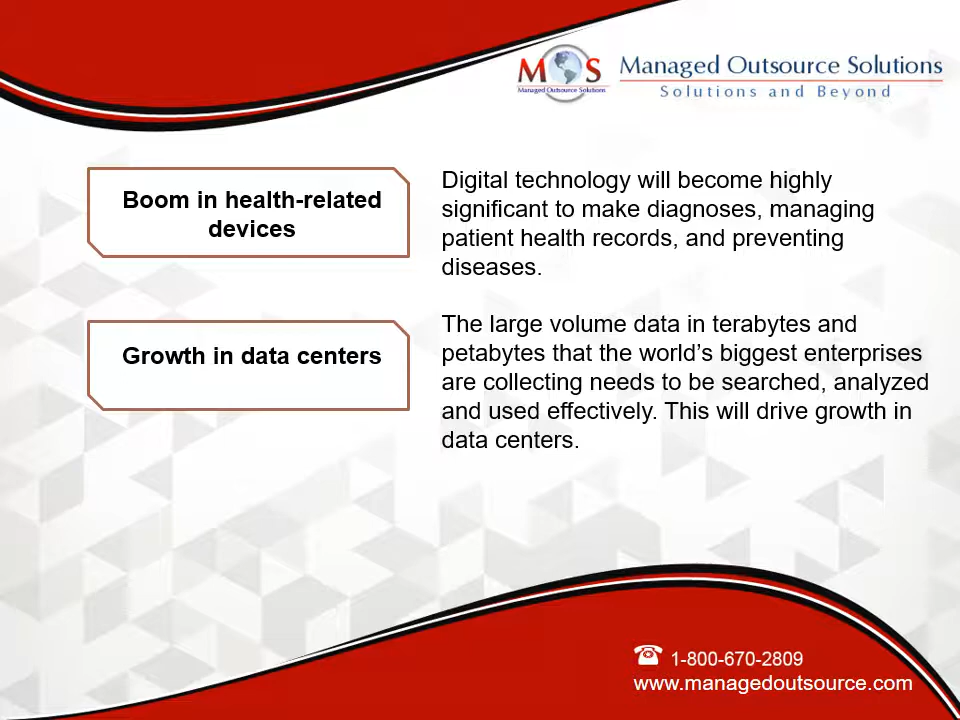 MOS
Managed Outsource Solutions
Managed Outsource Solutions
Solutions and Beyond
Boom in health-related
devices
Digital technology will become highly
significant to make diagnoses, managing
patient health records, and preventing
diseases.
Growth in data centers
The large volume data in terabytes and
petabytes that the world’s biggest enterprises
are collecting needs to be searched, analyzed
and used effectively. This will drive growth in
data centers.
☎ 1-800-670-2809
www.managedoutsource.com